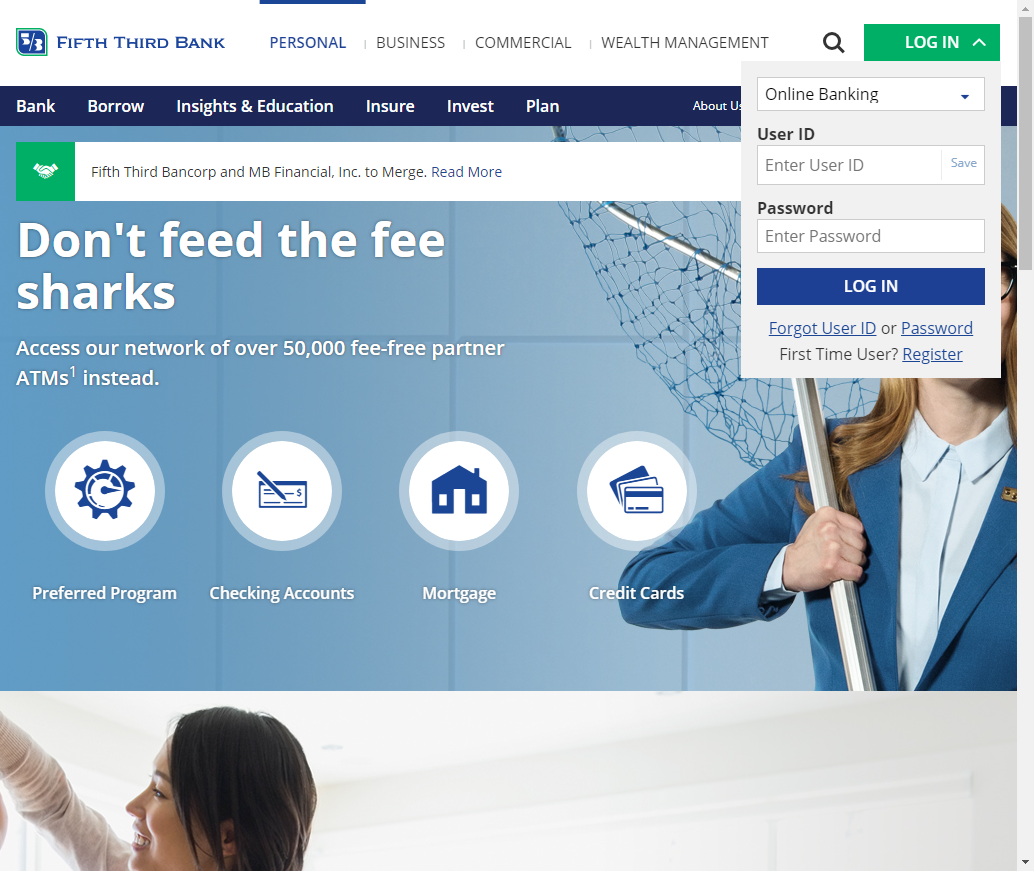 FIFTH THIRD BANK
PERSONAL
BUSINESS
COMMERCIAL
WEALTH MANAGEMENT
LOG IN
Bank
Borrow
Insights & Education
Insure
Invest
Plan
About Us
Online Banking
User ID
Enter User ID
Save
Password
Enter Password
LOG IN
Forgot User ID or Password
First Time User? Register
Fifth Third Bancorp and MB Financial, Inc. to Merge. Read More
Don't feed the fee
sharks
Access our network of over 50,000 fee-free partner
ATMs1 instead.
Preferred Program
Checking Accounts
Mortgage
Credit Cards